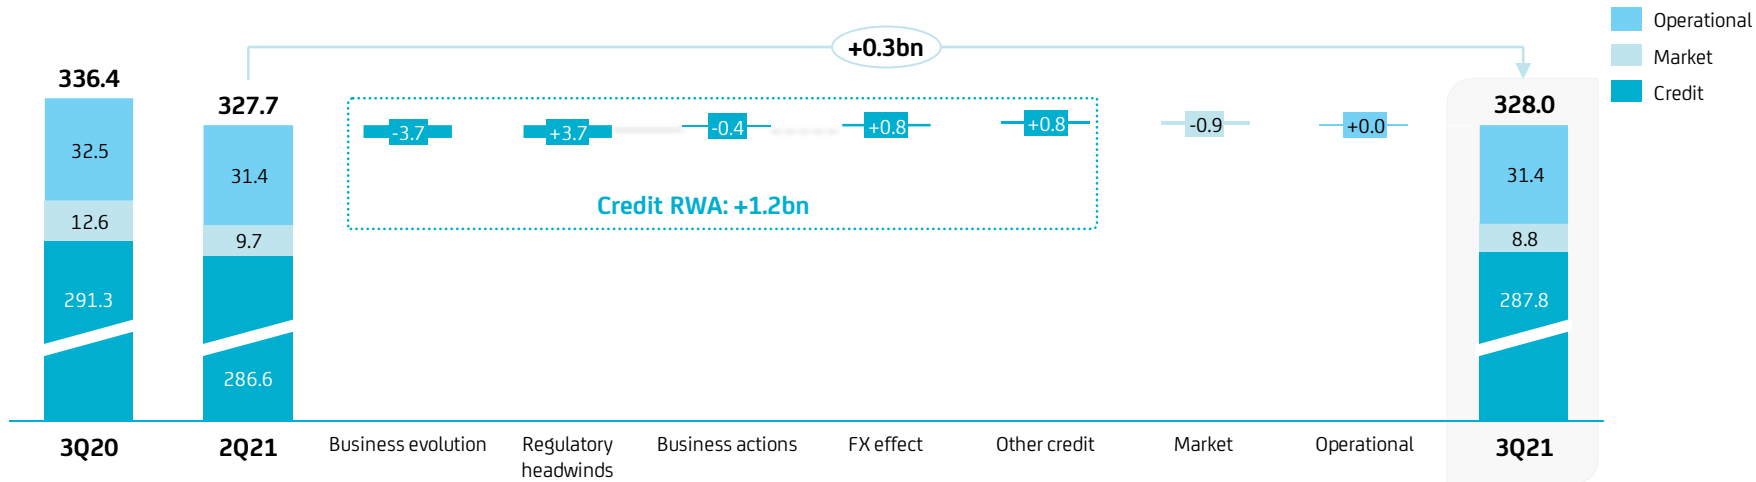 +0.3bn
Operational
Market
Credit
336.4
32.5
12.6
291.3
327.7
31.4
9.7
286.6
-3.7
+3.7
-0.4
+0.8
+0.8
-0.9
+0.0
Credit RWA: +1.2bn
328.0
31.4
8.8
287.8
3Q20
2Q21
Business evolution
Regulatory
headwinds
Business actions
FX effect
Other credit
Market
Operational
3Q21